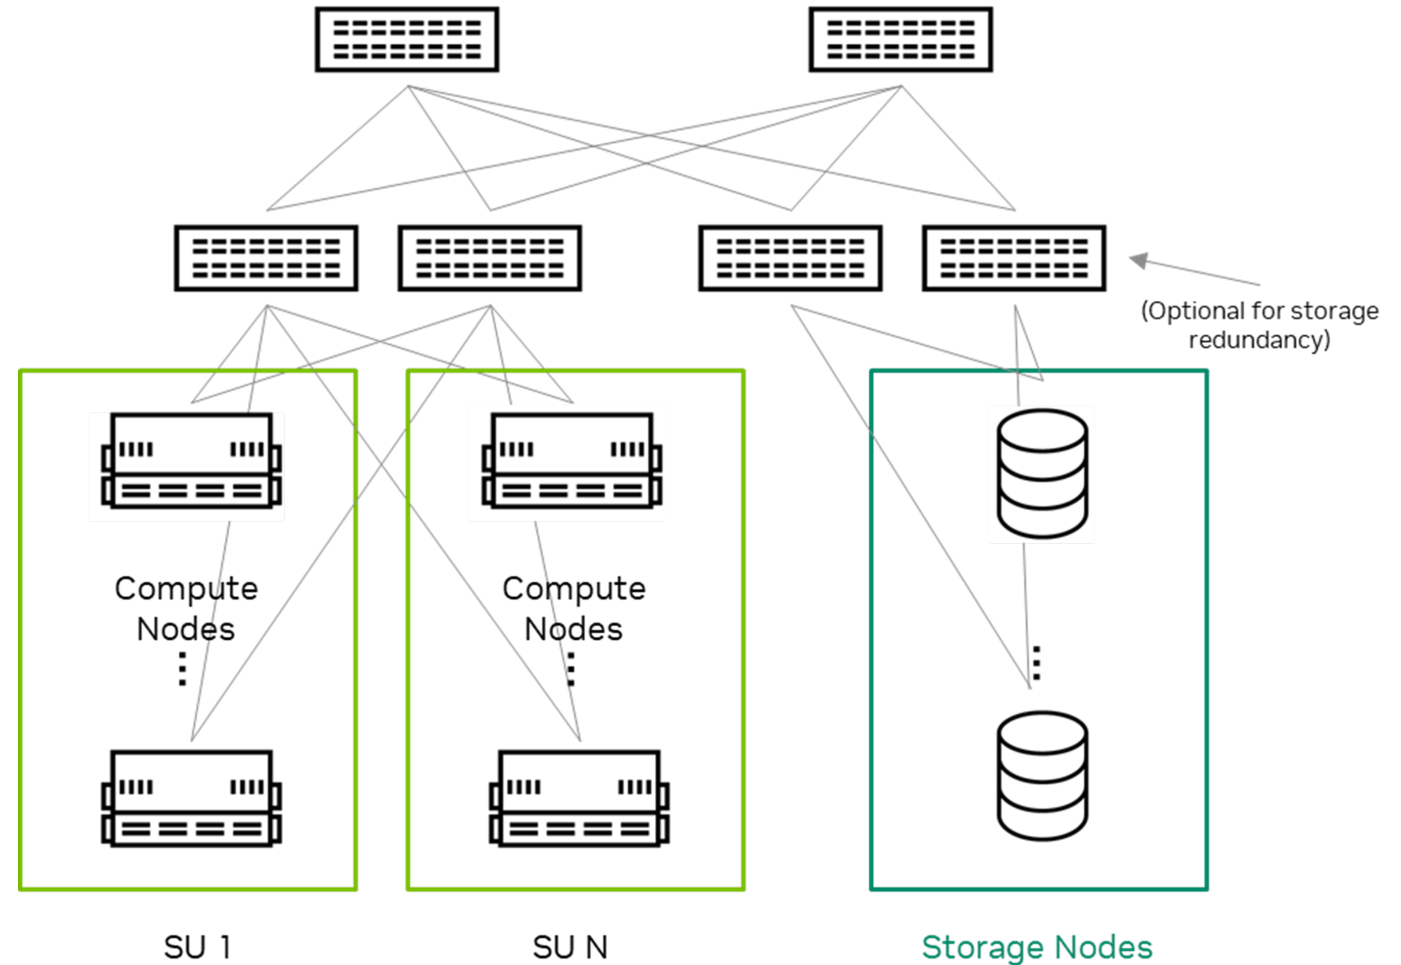 (Optional for storage
redundancy)
Compute
Nodes
Compute
Nodes
SU 1
SU N
Storage Nodes